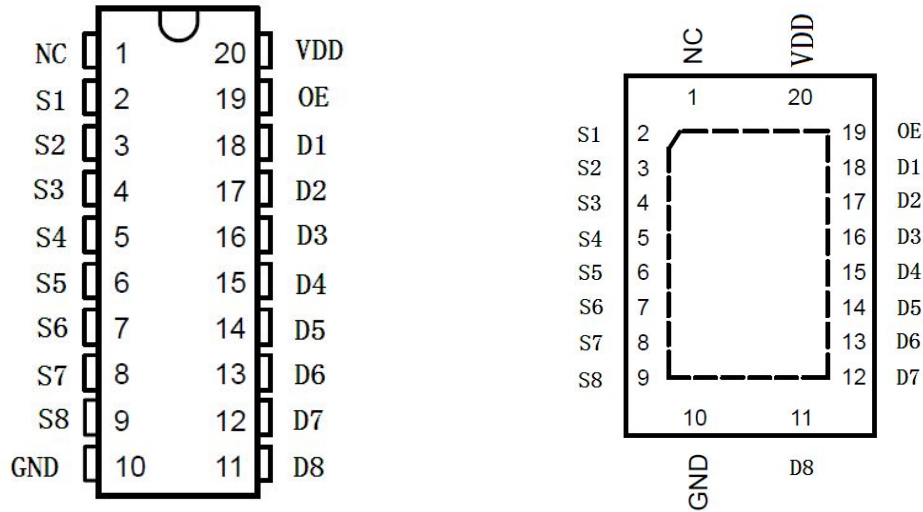 NC 1 20 VDD
S1 2 19 OE
S2 3 18 D1
S3 4 17 D2
S4 5 16 D3
S5 6 15 D4
S6 7 14 D5
S7 8 13 D6
S8 9 12 D7
GND 10 11 D8
NC VDD
1 20
S1 2 19 OE
S2 3 18 D1
S3 4 17 D2
S4 5 16 D3
S5 6 15 D4
S6 7 14 D5
S7 8 13 D6
S8 9 12 D7
10 11
GND D8